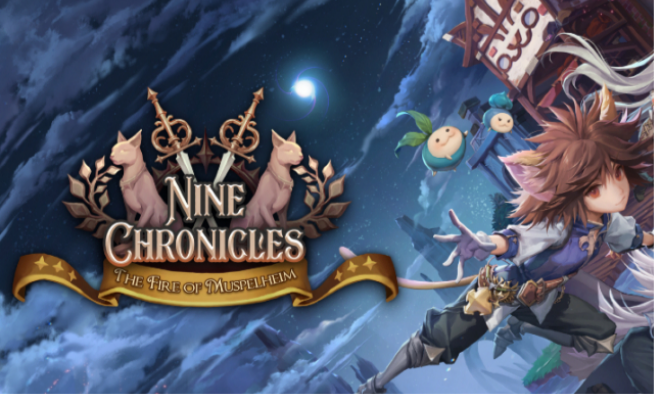 NINE
CHRONICLES
THE FIRE OF MUSPELHEIM